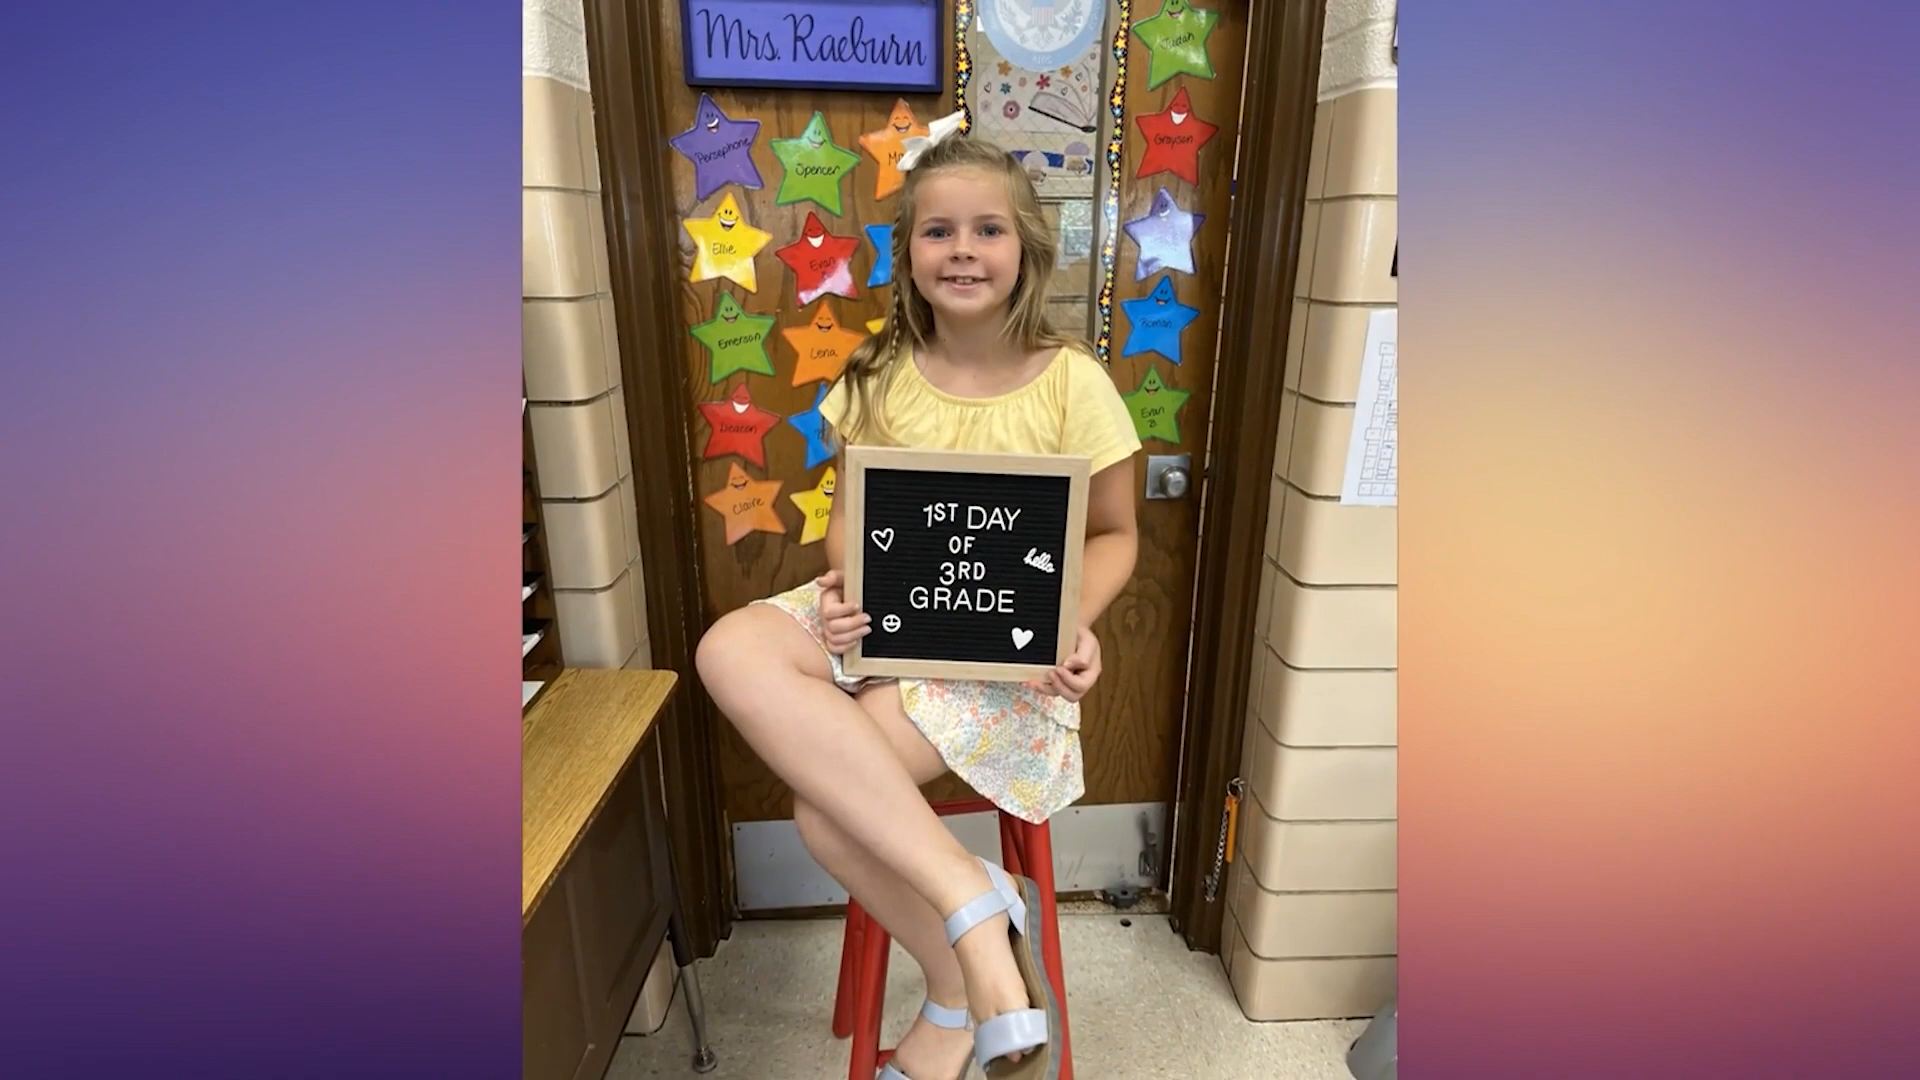 Mrs. Raeburn
Judah
Persephone
Spencer
Grayson
Ellie
Evan
Roman
Emerson
Lena
Evan
B
Deacon
Claire
1ST DAY
OF
3RD
GRADE
hello